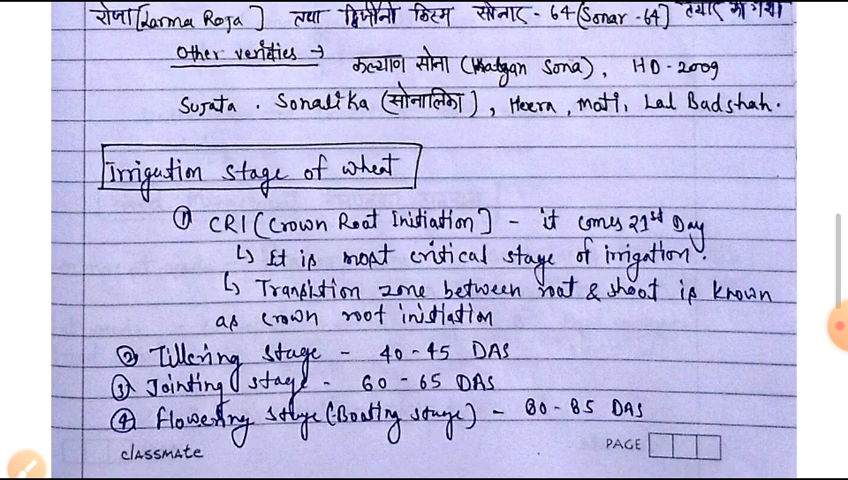 रोजा [Larma Roja] तथा द्विजीनी किस्म सोनार - 64 (Sonar - 64]
Other verities →
कल्याण सोना (Kalyan Sona), HD - 2009
Sujata. Sonalika (सोनालिका), Heera, Moti, Lal Badshah.
Irrigation stage of wheat
① CRI (Crown Root Initiation] - it comes 21st Day
↳ It is most critical stage of irrigation.
↳ Transition zone between root & shoot is known
as crown root initiation
② Tillering stage - 40 - 45 DAS
③ Jointing stage - 60 - 65 DAS
④ Flowering stage (Boating stage) - 80 - 85 DAS
CLASSMATE PAGE